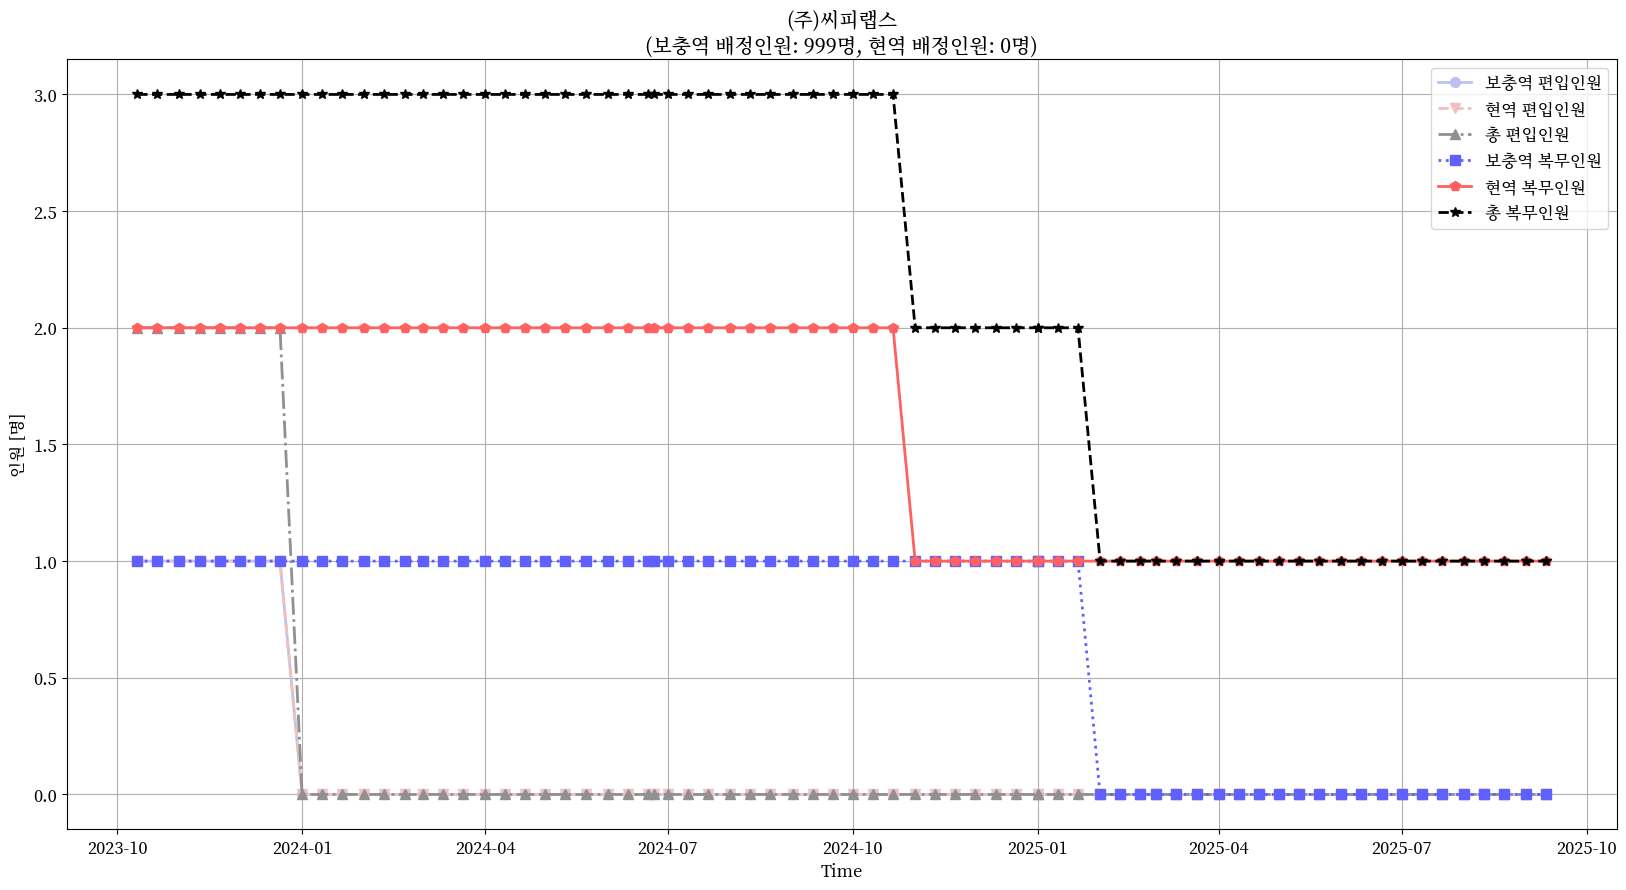 (주)씨피랩스
(보충역 배정인원: 999명, 현역 배정인원: 0명)
보충역 편입인원
현역 편입인원
총 편입인원
보충역 복무인원
현역 복무인원
총 복무인원
인원 [명]
3.0
2.5
2.0
1.5
1.0
0.5
0.0
2023-10 2024-01 2024-04 2024-07 2024-10 2025-01 2025-04 2025-07 2025-10
Time